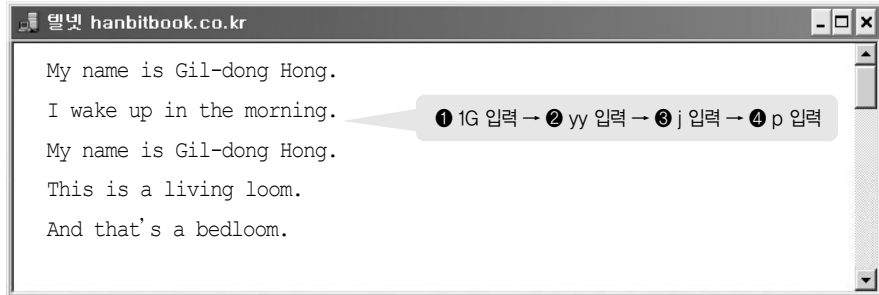 텔넷 hanbitbook.co.kr
My name is Gil-dong Hong.
I wake up in the morning.
❶ 1G 입력 → ❷ yy 입력 → ❸ j 입력 → ❹ p 입력
My name is Gil-dong Hong.
This is a living loom.
And that's a bedloom.